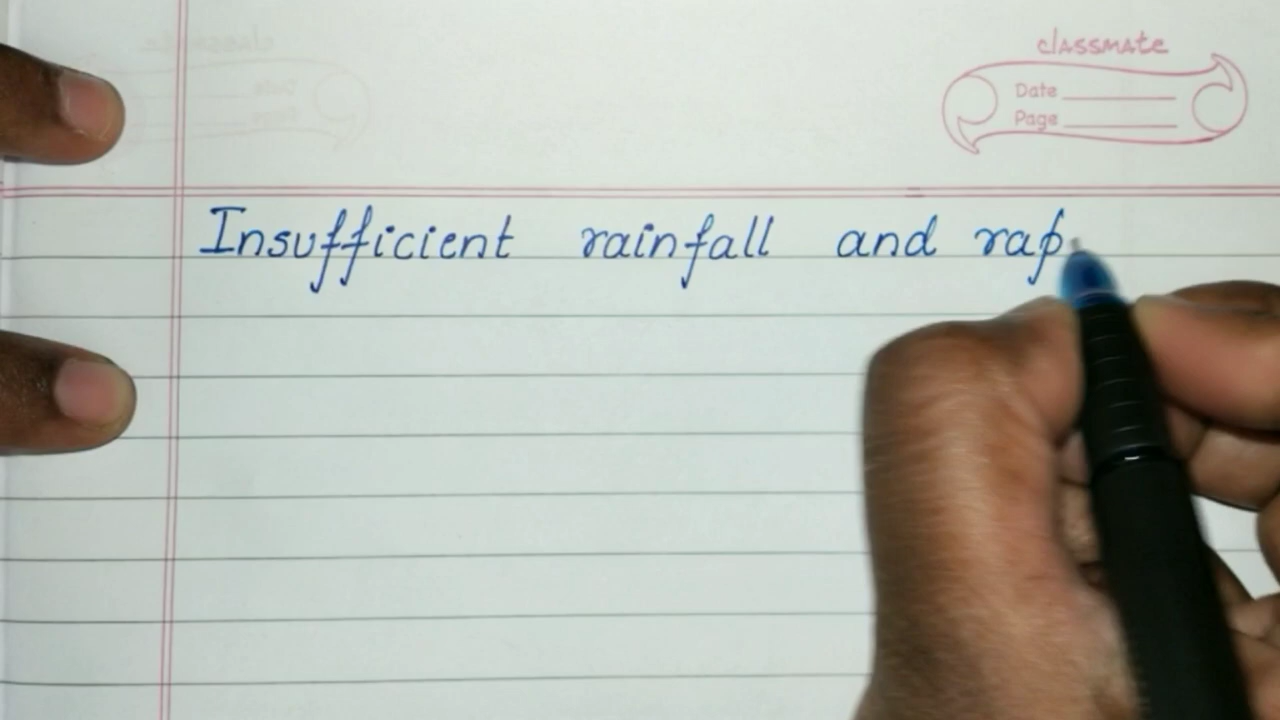 classmate
Date
Page
Insufficient rainfall and rap